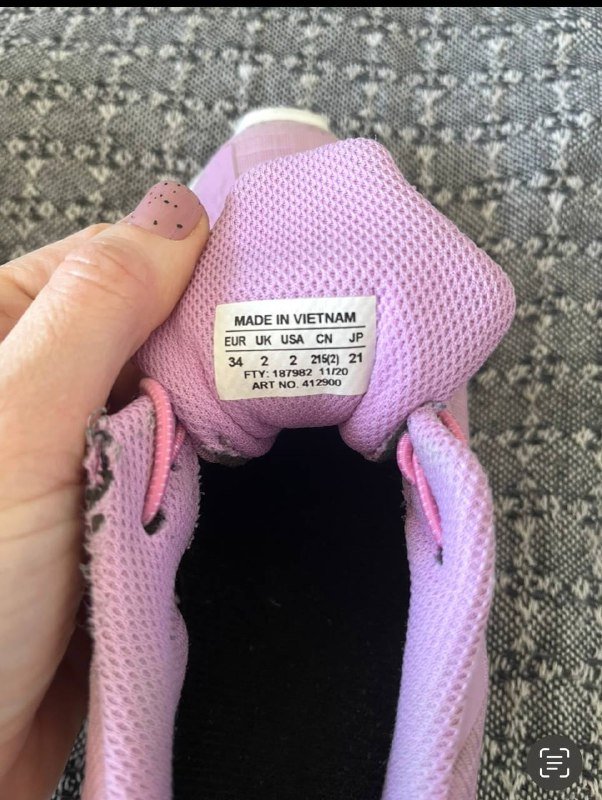 MADE IN VIETNAM
EUR UK USA CN JP
34 2 2 215(2) 21
FTY: 187982 11/20
ART NO. 412900